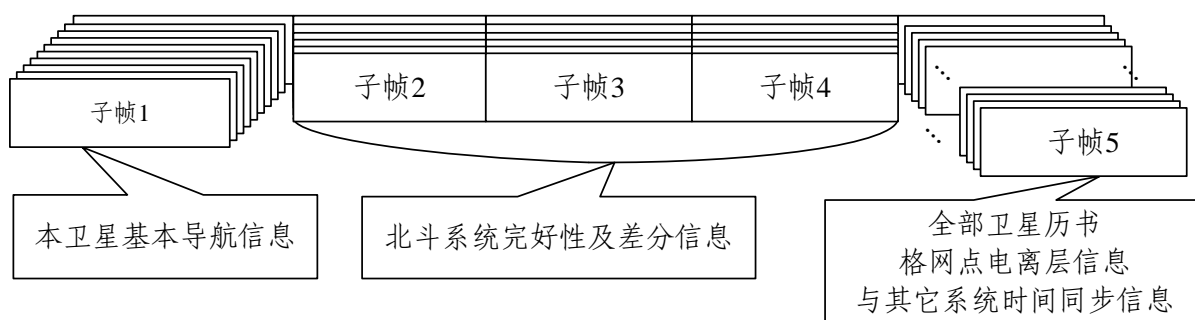 子帧1
子帧2
子帧3
子帧4
子帧5
本卫星基本导航信息
北斗系统完好性及差分信息
全部卫星历书
格网点电离层信息
与其它系统时间同步信息